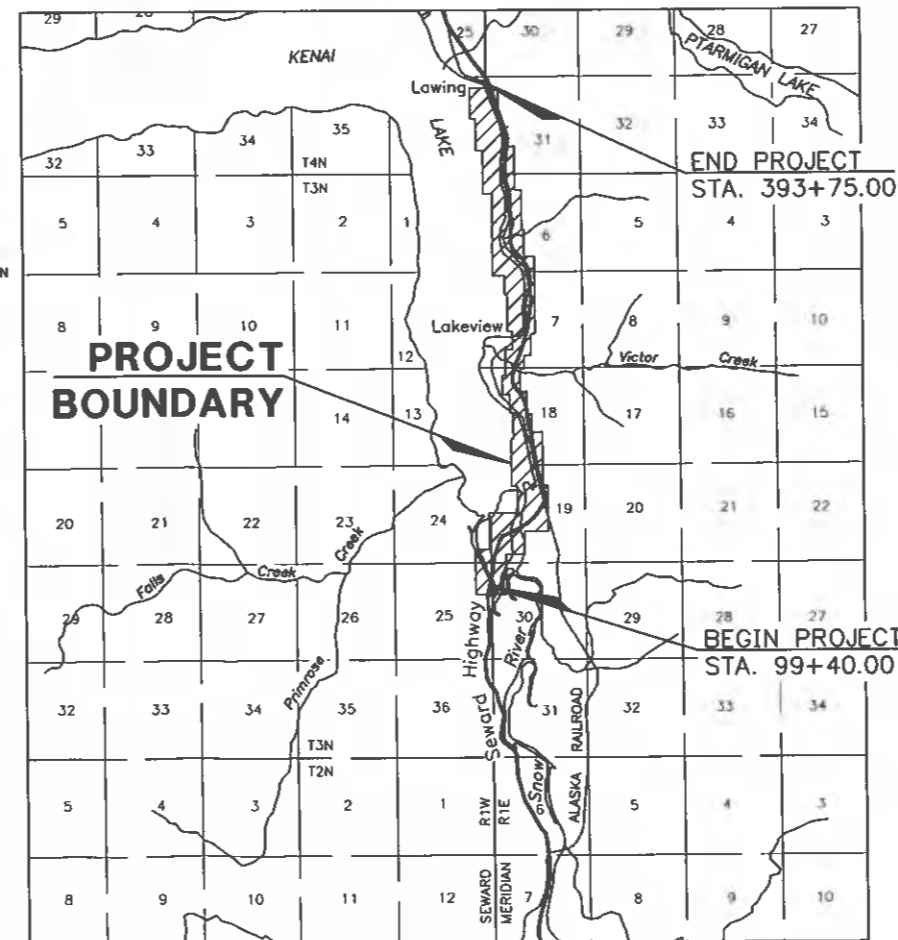 29 28 25 30 29 28 27
KENAI
PTARMIGAN LAKE
Lawing
LAKE
32 33 34 35 31 32 33 34
T4N
T3N
END PROJECT
STA. 393+75.00
5 4 3 2 1 6 5 4 3
N
8 9 10 11 7 8 9 10
Lakeview
12
Victor Creek
PROJECT
BOUNDARY
14 13 18 17 16 15
20 21 22 23 24 19 20 21 22
Falls Creek
Creek
29 28 27 26 25 30 29 28 27
Primrose
Seward Highway
River
BEGIN PROJECT
STA. 99+40.00
32 33 34 35 36 31 32 33 34
T3N
T2N
Snow
ALASKA RAILROAD
5 4 3 2 1 6 5 4 3
R1W
R1E
SEWARD
MERIDIAN
8 9 10 11 12 7 8 9 10